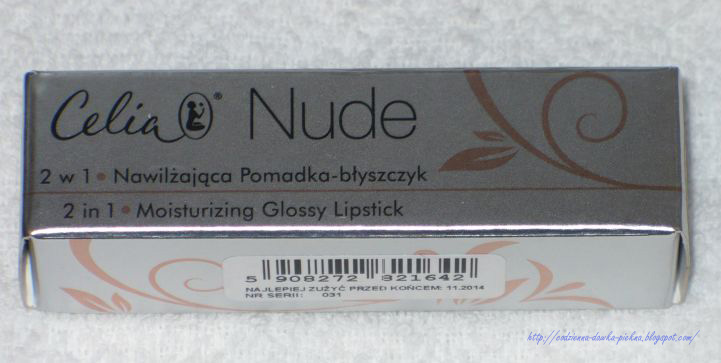 Celia® Nude
2 w 1 • Nawilżająca Pomadka-błyszczyk
2 in 1 • Moisturizing Glossy Lipstick
5 908272 821642
NAJLEPIEJ ZUŻYĆ PRZED KOŃCEM: 11.2014
NR SERII: 031
http://codzienna-dawka-piekna.blogspot.com/